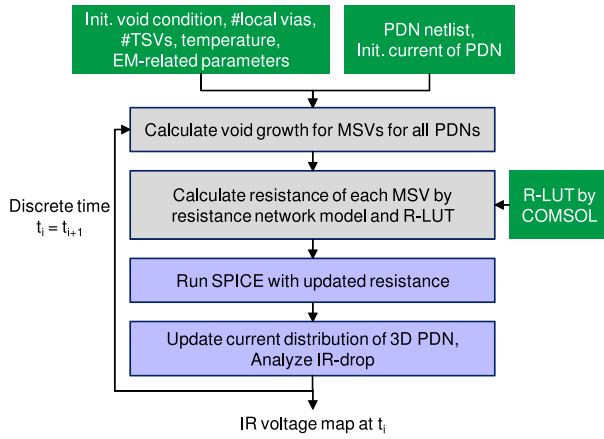 Init. void condition, #local vias,
#TSVs, temperature,
EM-related parameters
PDN netlist,
Init. current of PDN
Calculate void growth for MSVs for all PDNs
Calculate resistance of each MSV by
resistance network model and R-LUT
R-LUT by
COMSOL
Discrete time
t_i = t_{i+1}
Run SPICE with updated resistance
Update current distribution of 3D PDN,
Analyze IR-drop
IR voltage map at t_i